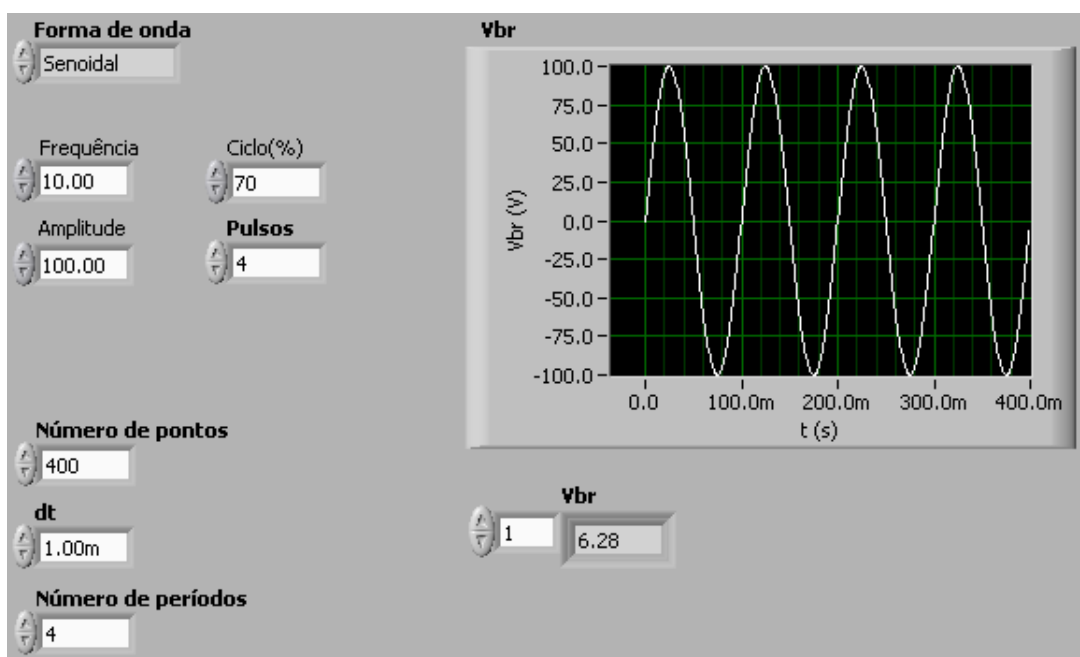 Forma de onda
Senoidal
Frequência
10.00
Ciclo(%)
70
Amplitude
100.00
Pulsos
4
Número de pontos
400
dt
1.00m
Número de períodos
4
Vbr
100.0
75.0
50.0
25.0
0.0
-25.0
-50.0
-75.0
-100.0
Vbr (V)
0.0 100.0m 200.0m 300.0m 400.0m
t (s)
Vbr
1
6.28